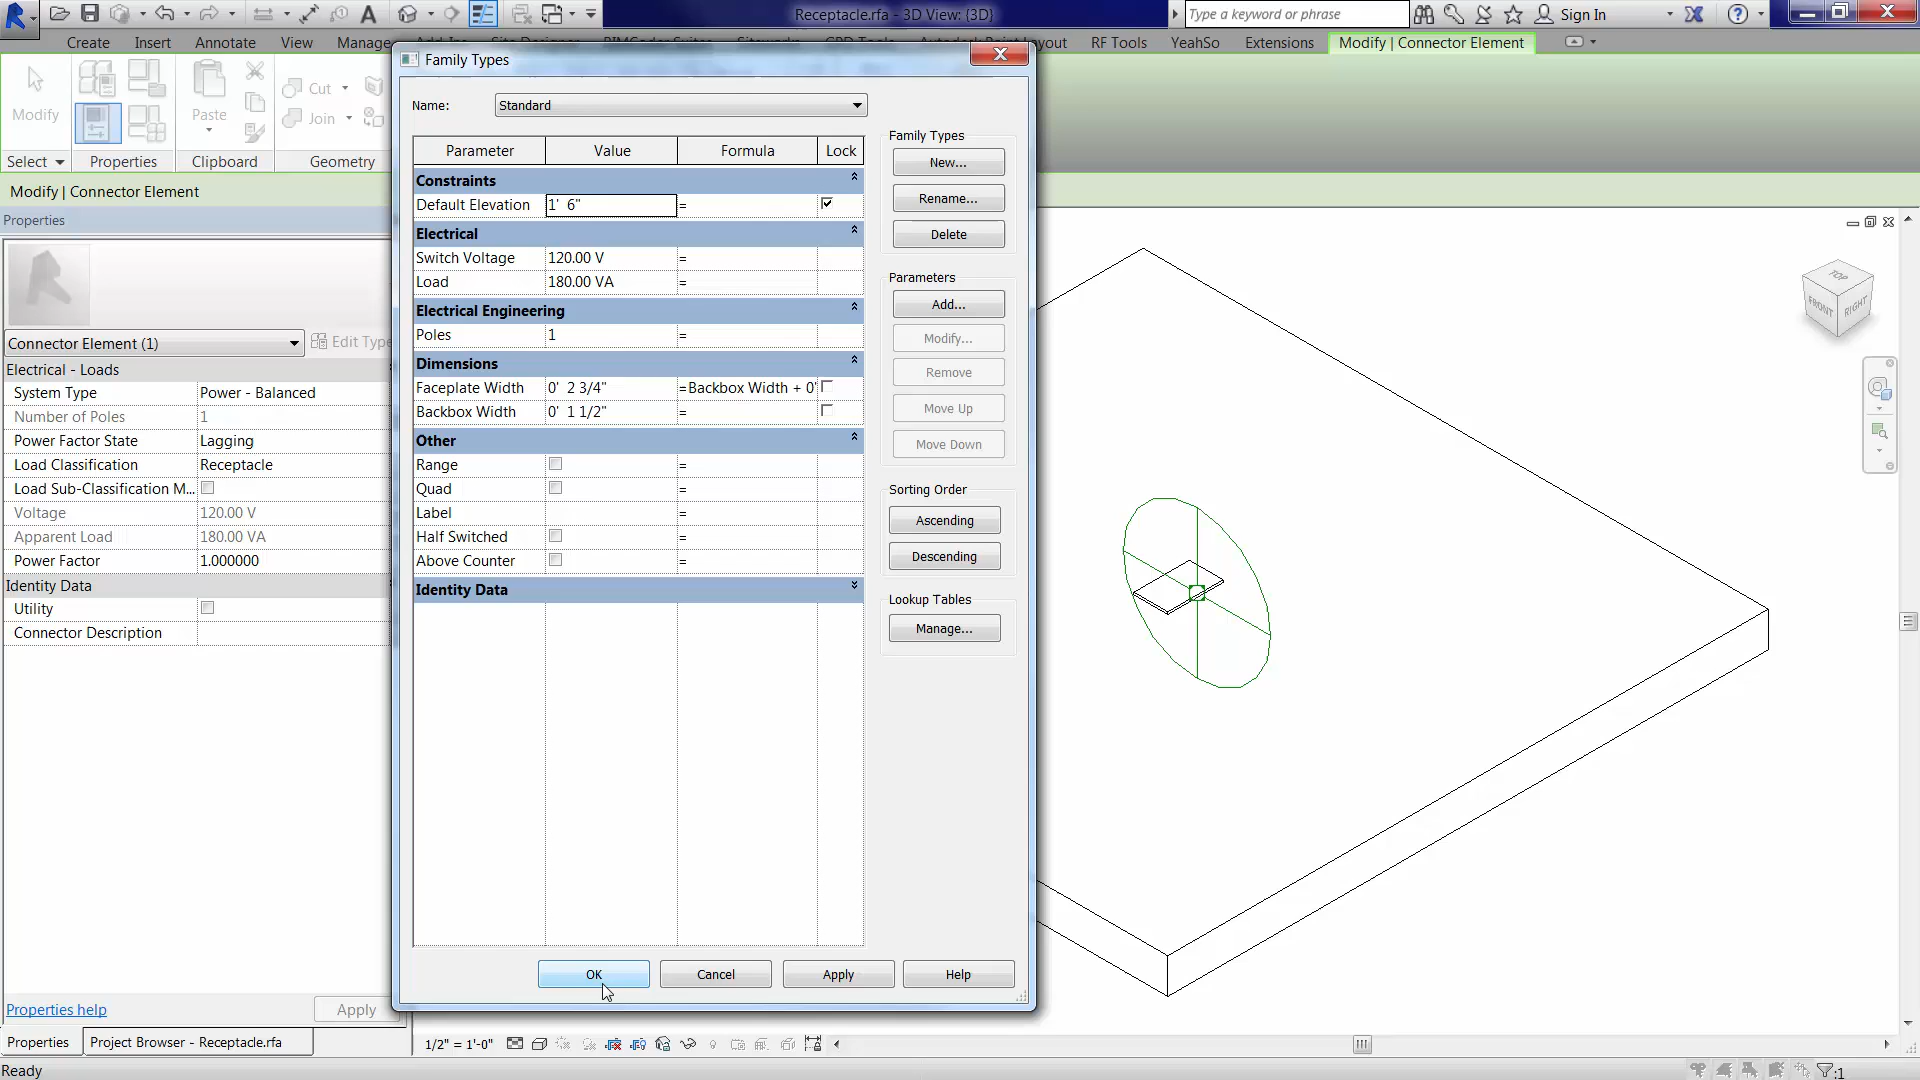 Receptacle.rfa - 3D View: {3D}
Type a keyword or phrase
Sign In
Create
Insert
Annotate
View
Manage
RF Tools
YeahSo
Extensions
Modify | Connector Element
Modify
Select
Properties
Paste
Clipboard
Cut
Join
Geometry
Modify | Connector Element
Properties
Connector Element (1)
Edit Type
Electrical - Loads
System Type Power - Balanced
Number of Poles 1
Power Factor State Lagging
Load Classification Receptacle
Load Sub-Classification M...
Voltage 120.00 V
Apparent Load 180.00 VA
Power Factor 1.000000
Identity Data
Utility
Connector Description
Properties help
Apply
Properties
Project Browser - Receptacle.rfa
Ready
Family Types
Name: Standard
Parameter Value Formula Lock
Constraints
Default Elevation 1' 6" =
Electrical
Switch Voltage 120.00 V =
Load 180.00 VA =
Electrical Engineering
Poles 1 =
Dimensions
Faceplate Width 0' 2 3/4" =Backbox Width + 0'
Backbox Width 0' 1 1/2" =
Other
Range =
Quad =
Label =
Half Switched =
Above Counter =
Identity Data
Family Types
New...
Rename...
Delete
Parameters
Add...
Modify...
Remove
Move Up
Move Down
Sorting Order
Ascending
Descending
Lookup Tables
Manage...
OK
Cancel
Apply
Help
TOP
FRONT
RIGHT
1/2" = 1'-0"
:1